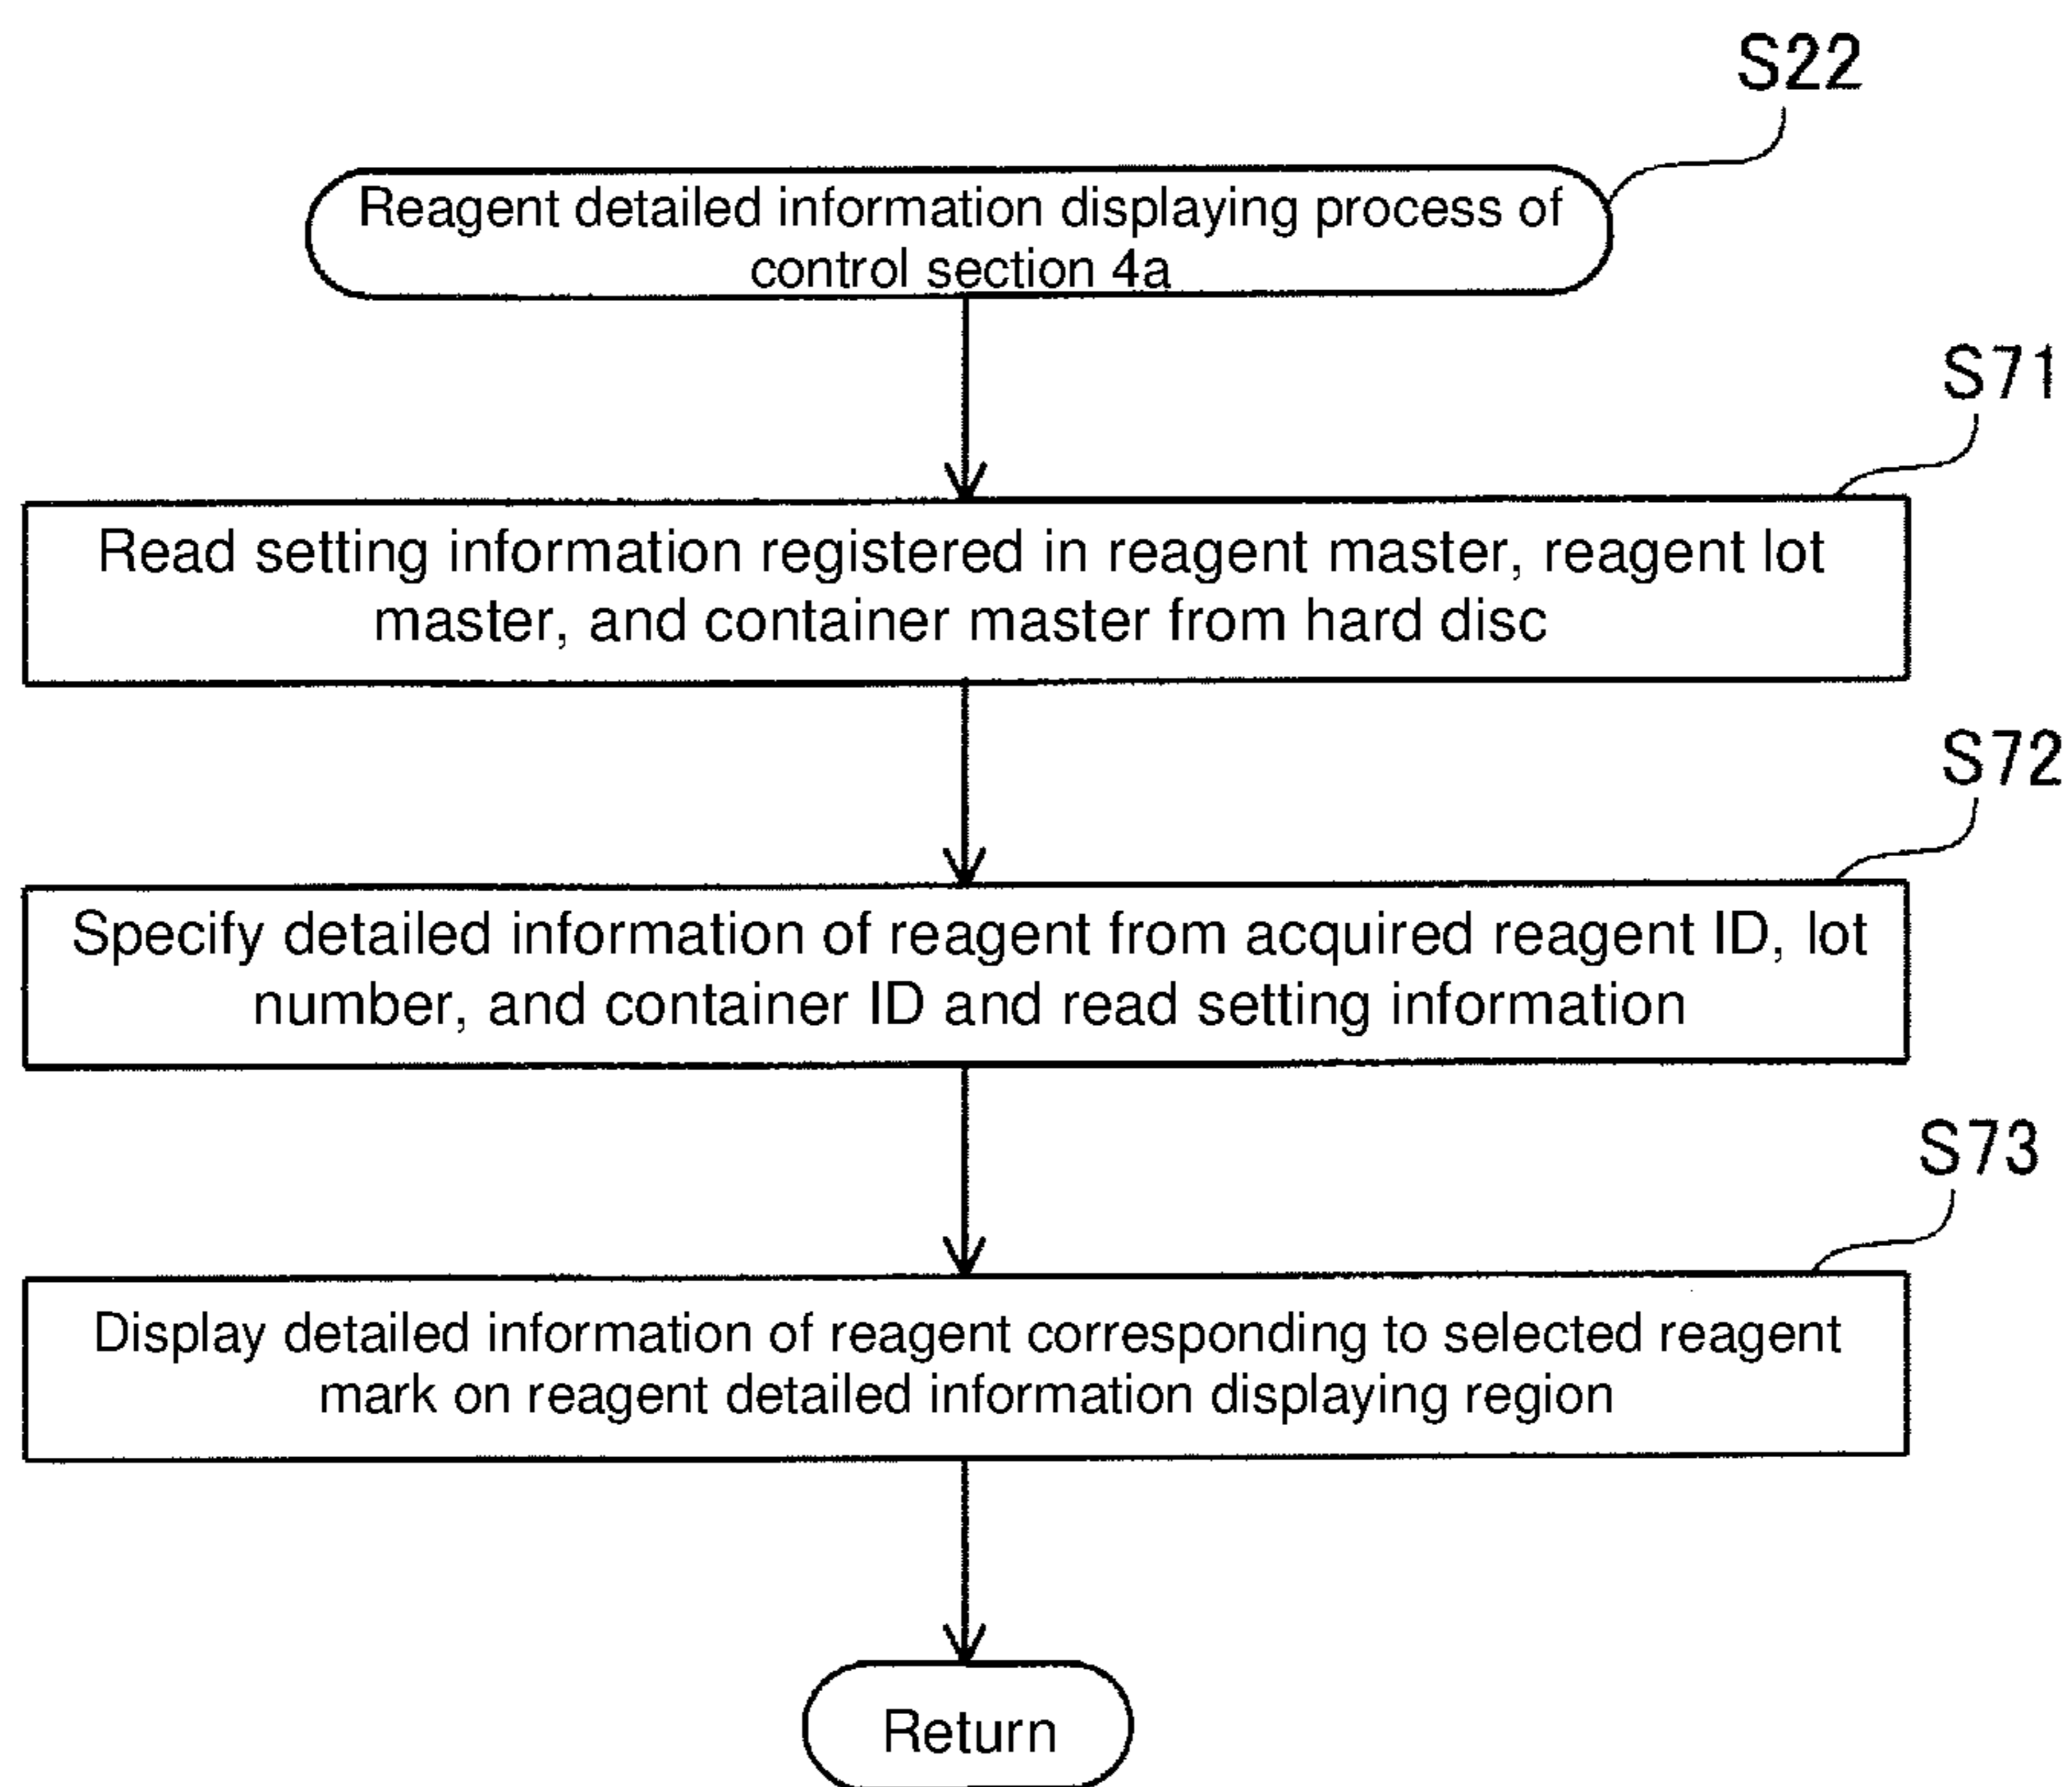 S22
Reagent detailed information displaying process of
control section 4a
S71
Read setting information registered in reagent master, reagent lot
master, and container master from hard disc
S72
Specify detailed information of reagent from acquired reagent ID, lot
number, and container ID and read setting information
S73
Display detailed information of reagent corresponding to selected reagent
mark on reagent detailed information displaying region
Return